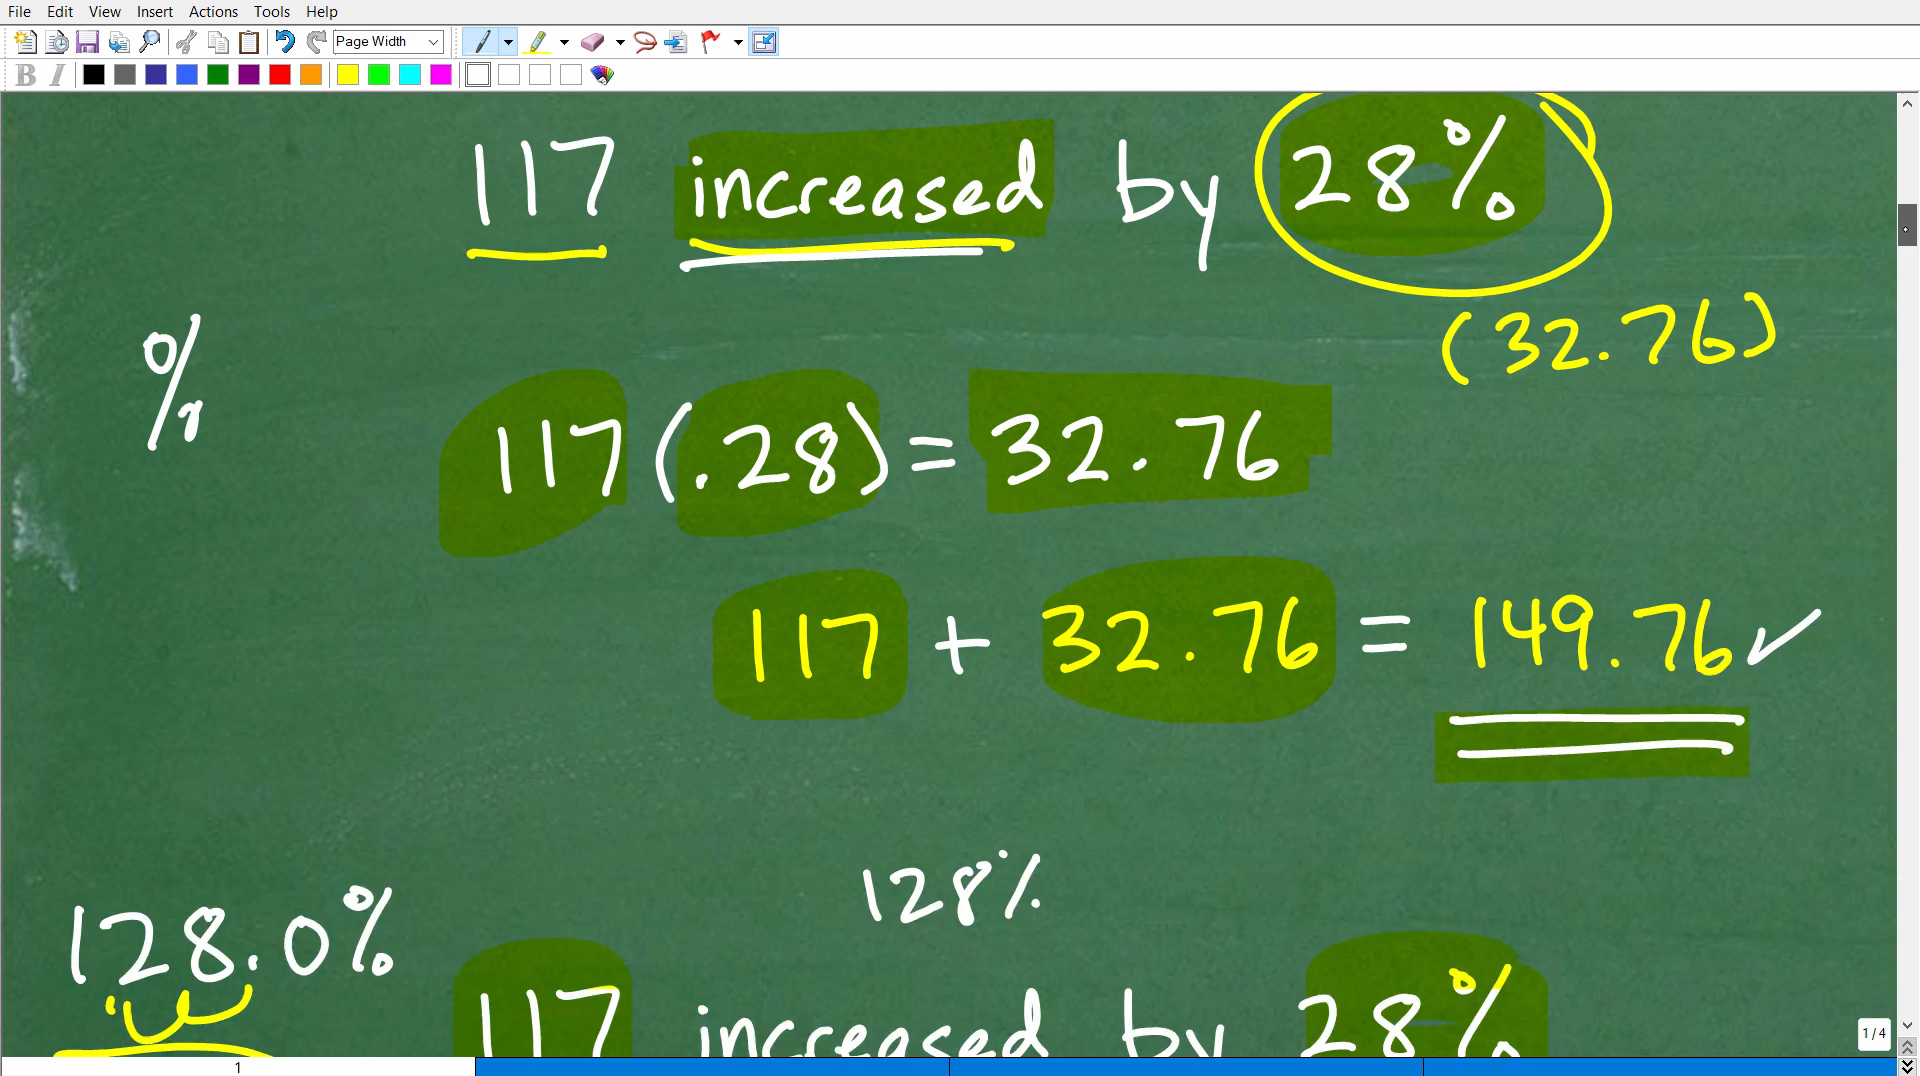 File Edit View Insert Actions Tools Help
Page Width
B I
117 increased by 28%
(32.76)
%
117(.28)=32.76
117 + 32.76 = 149.76
128%
128.0%
117 increased by 28%
1/4
1